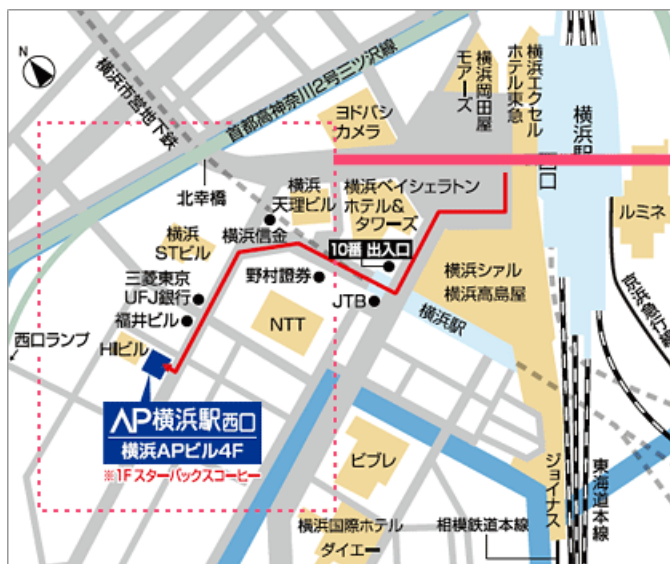 N
横浜市営地下鉄
首都高神奈川2号三ツ沢線
ヨドバシ
カメラ
横浜岡田屋
モアーズ
横浜エクセル
ホテル東急
横浜駅
西口
ルミネ
京浜急行線
北幸橋
横浜
天理ビル
横浜ベイシェラトン
ホテル&
タワーズ
横浜
STビル
横浜信金
10番 出入口
野村證券
三菱東京
UFJ銀行
福井ビル
JTB
横浜シァル
横浜高島屋
横浜駅
西口ランプ
HIビル
NTT
AP横浜駅西口
横浜APビル4F
※1Fスターバックスコーヒー
ビブレ
ジョイナス
東海道本線
横浜国際ホテル
ダイエー
相模鉄道本線